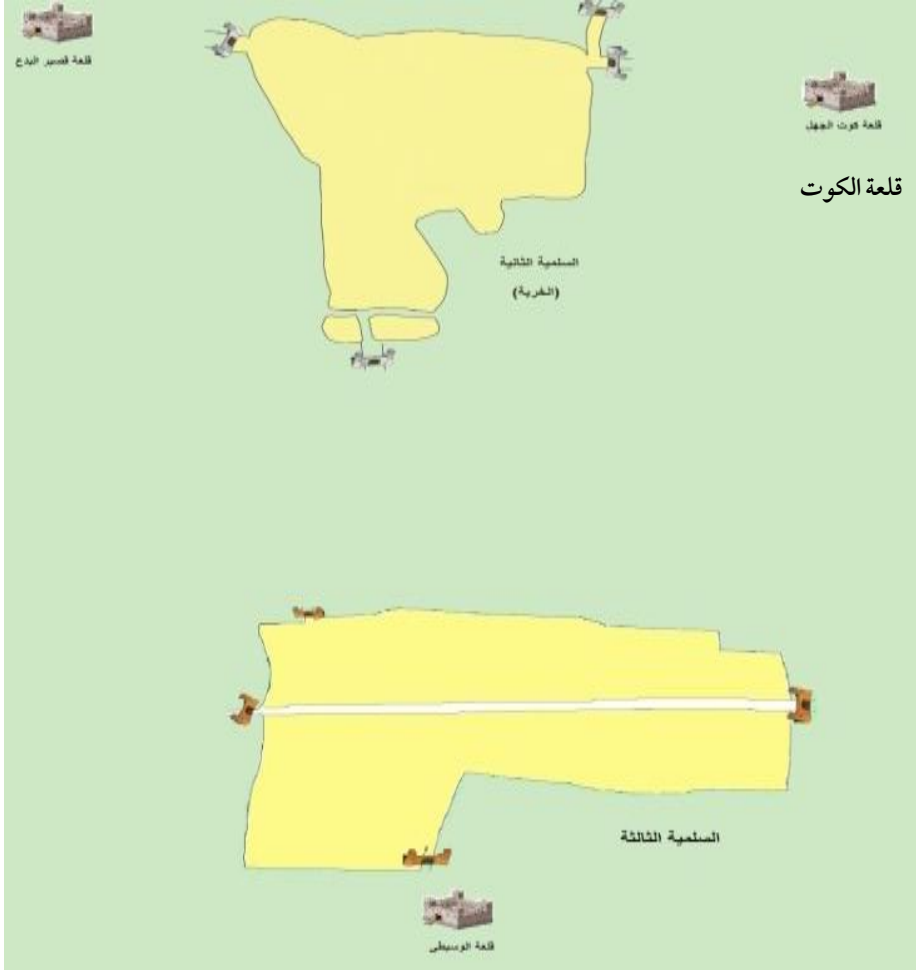 قلعة قصير البدع
قلعة كوت الجهل
قلعة الكوت
السلمية الثانية
(الخربة)
السلمية الثالثة
قلعة الوسيطى